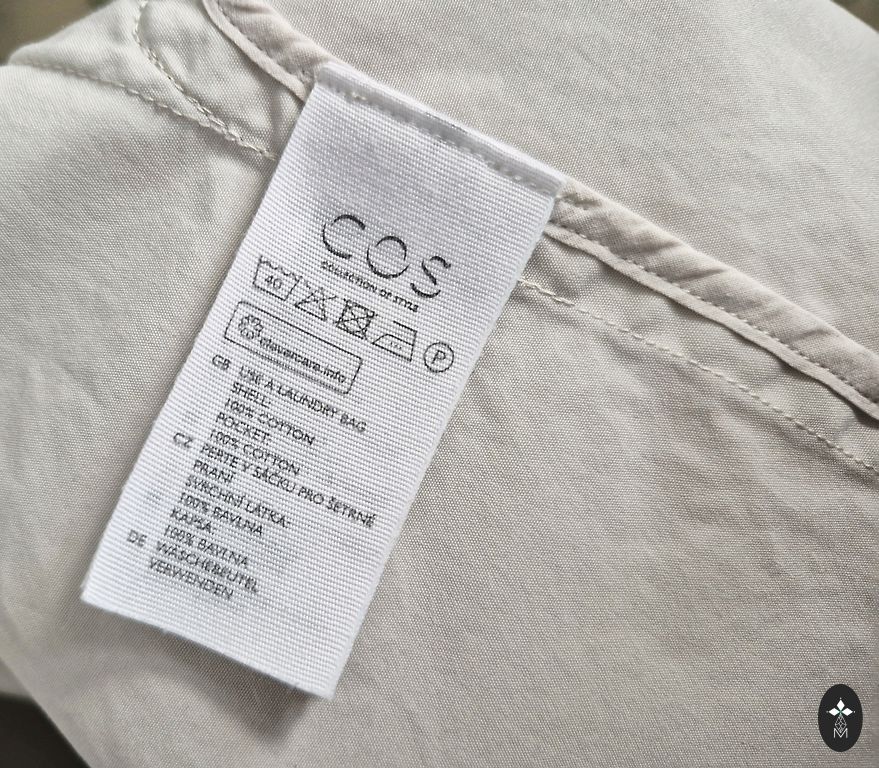 COS
COLLECTION OF STYLE
40
P
clevercare.info
GB USE A LAUNDRY BAG
SHELL:
100% COTTON
POCKET:
100% COTTON
CZ PERTE V SÁČKU PRO ŠETRNÉ
PRANÍ
SVRCHNÍ LÁTKA:
100% BAVLNA
KAPSA:
100% BAVLNA
DE WÄSCHEBEUTEL
VERWENDEN
M